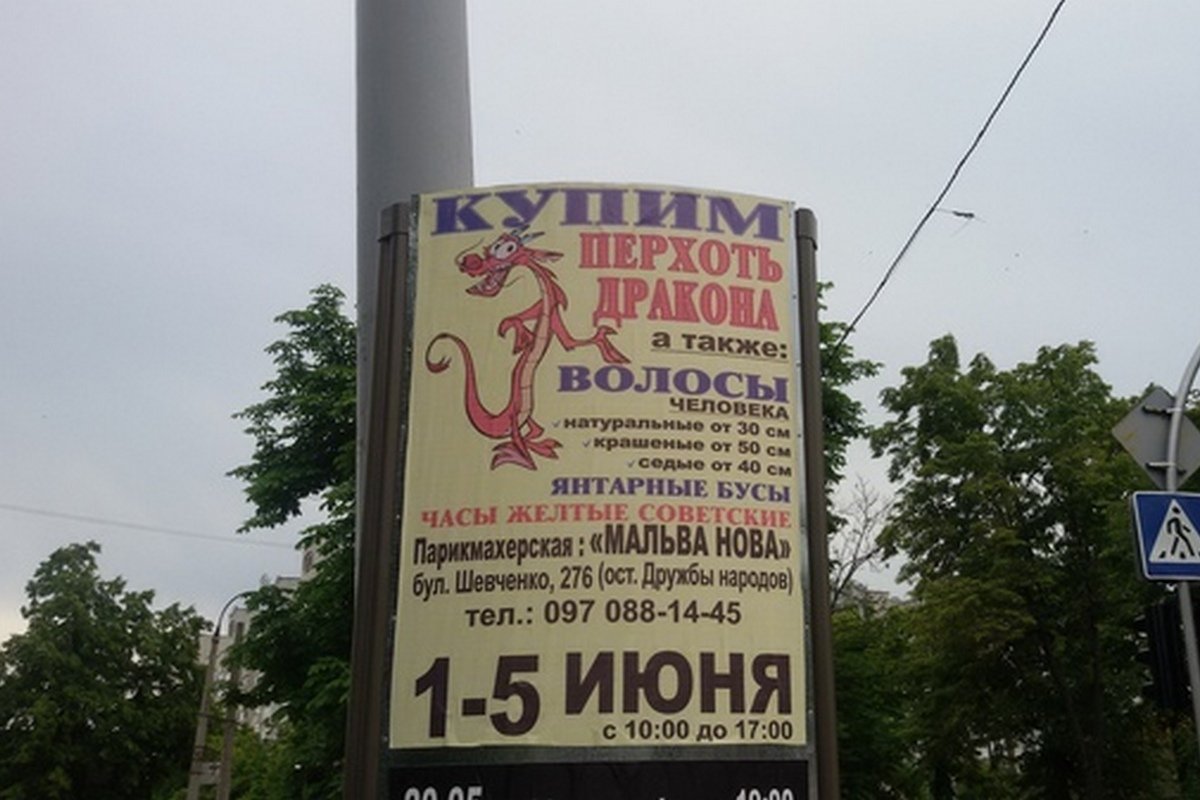 КУПИМ
ПЕРХОТЬ
ДРАКОНА
а также:
ВОЛОСЫ
ЧЕЛОВЕКА
натуральные от 30 см
крашеные от 50 см
седые от 40 см
ЯНТАРНЫЕ БУСЫ
ЧАСЫ ЖЕЛТЫЕ СОВЕТСКИЕ
Парикмахерская : «МАЛЬВА НОВА»
бул. Шевченко, 276 (ост. Дружбы народов)
тел.: 097 088-14-45
1-5 ИЮНЯ
с 10:00 до 17:00